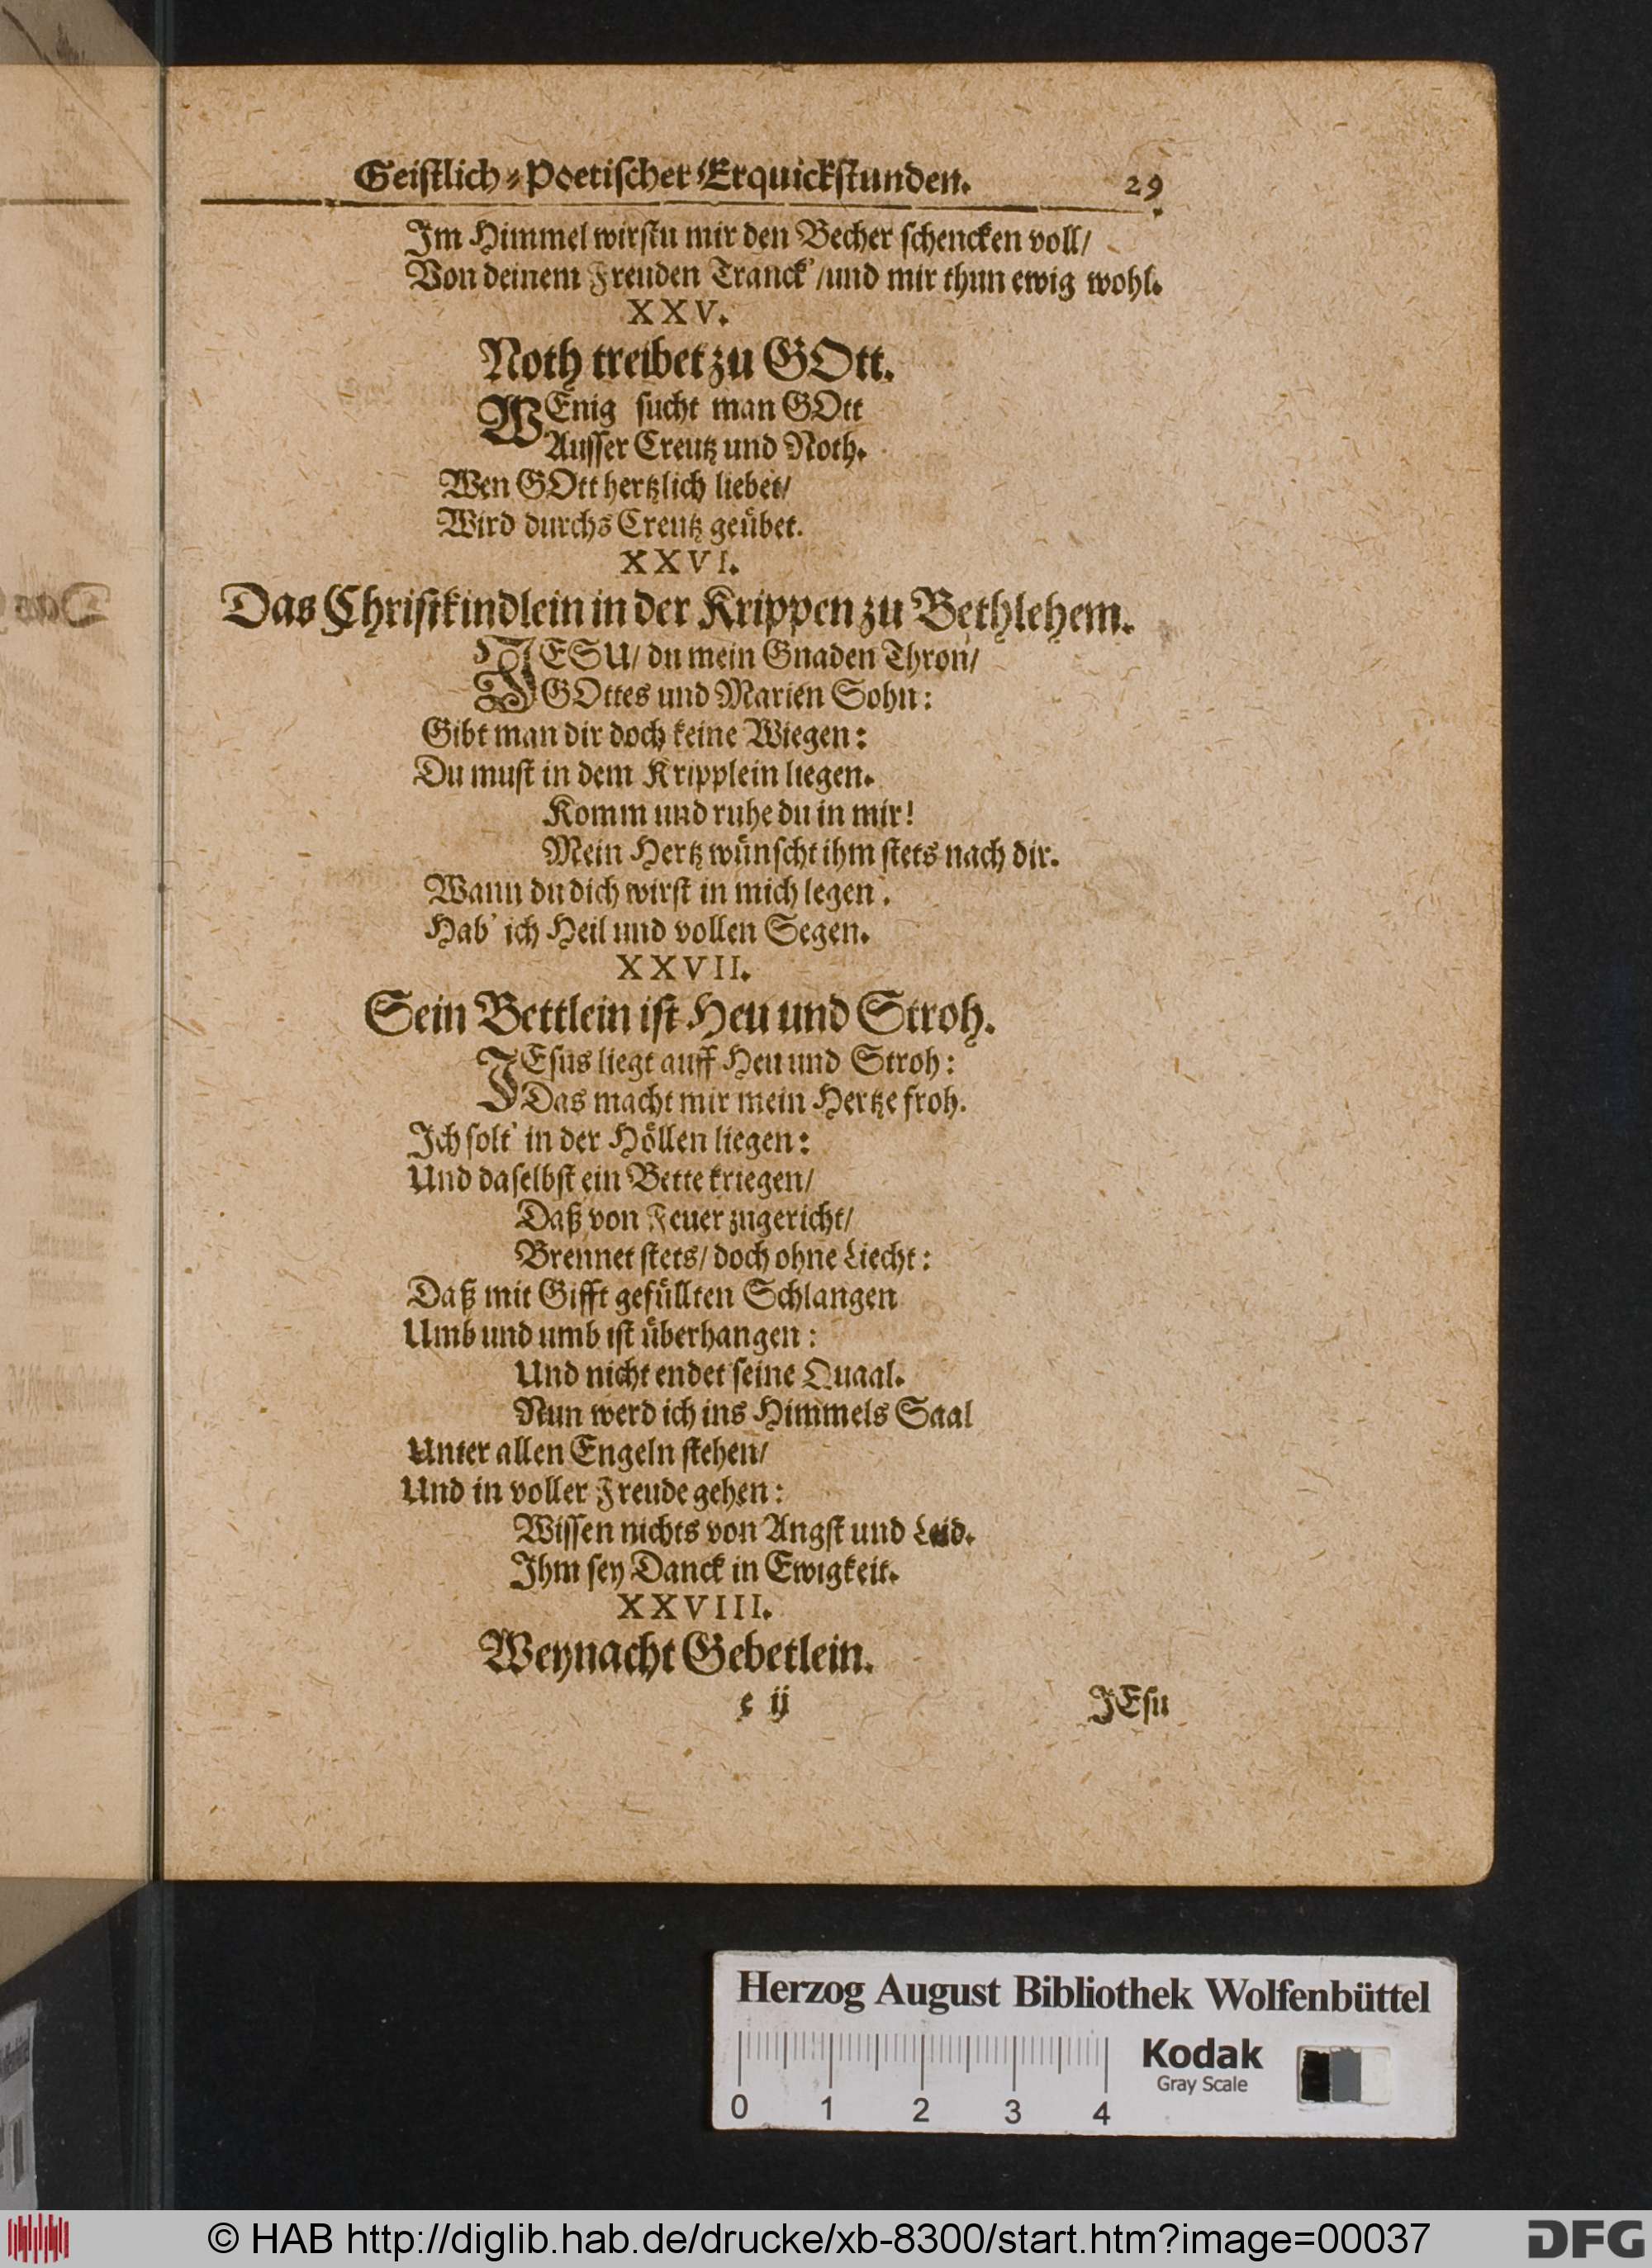 Geistlich-Poetischer Erquickstunden. 29
Im Himmel wirstu mir den Becher schencken voll/
Von deinem Freuden Tranck'/und mir thun ewig wohl.
XXV.
Noth treibet zu GOtt.
WEnig sucht man GOtt
Ausser Creutz und Noth.
Wen GOtt hertzlich liebet/
Wird durchs Creutz geübet.
XXVI.
Das Christkindlein in der Krippen zu Bethlehem.
JESU/ du mein Gnaden Thron/
GOttes und Marien Sohn:
Gibt man dir doch keine Wiegen:
Du must in dem Kripplein liegen.
Komm und ruhe du in mir!
Mein Hertz wünscht ihm stets nach dir.
Wann du dich wirst in mich legen.
Hab' ich Heil und vollen Segen.
XXVII.
Sein Bettlein ist Heu und Stroh.
JEsus liegt auff Heu und Stroh:
Das macht mir mein Hertze froh.
Ich solt' in der Höllen liegen:
Und daselbst ein Bette kriegen/
Daß von Feuer zugericht/
Brennet stets/ doch ohne Liecht:
Daß mit Gifft gefüllten Schlangen
Umb und umb ist überhangen:
Und nicht endet seine Quaal.
Nun werd ich ins Himmels Saal
Unter allen Engeln stehen/
Und in voller Freude gehen:
Wissen nichts von Angst und Leid.
Ihm sey Danck in Ewigkeit.
XXVIII.
Weynacht Gebetlein.
e ij JEsu
Herzog August Bibliothek Wolfenbüttel
Kodak
Gray Scale
0 1 2 3 4
© HAB http://diglib.hab.de/drucke/xb-8300/start.htm?image=00037
DFG